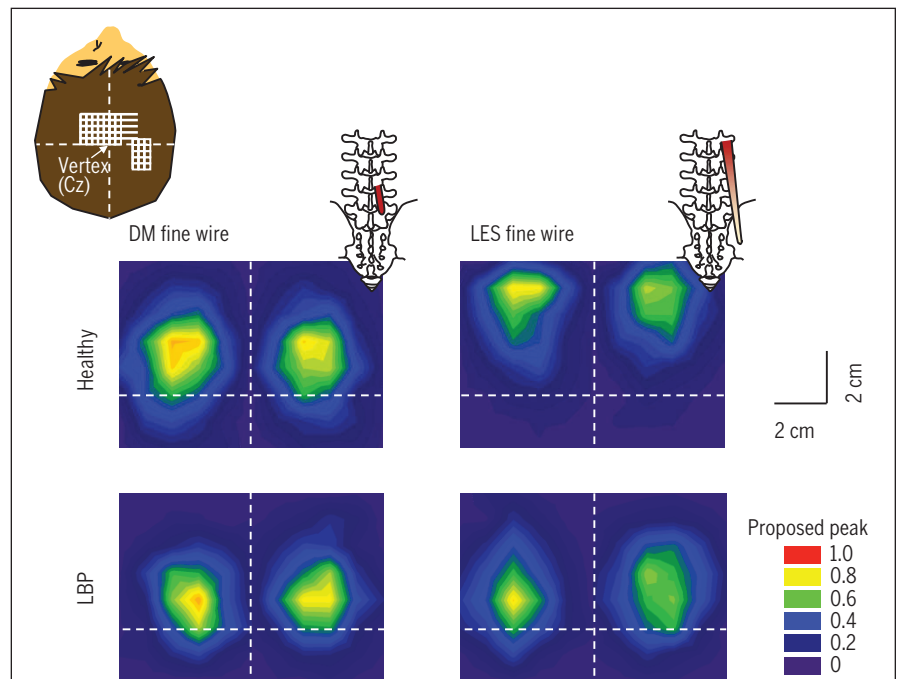 Vertex
(Cz)
DM fine wire
LES fine wire
Healthy
2 cm
2 cm
LBP
Proposed peak
1.0
0.8
0.6
0.4
0.2
0